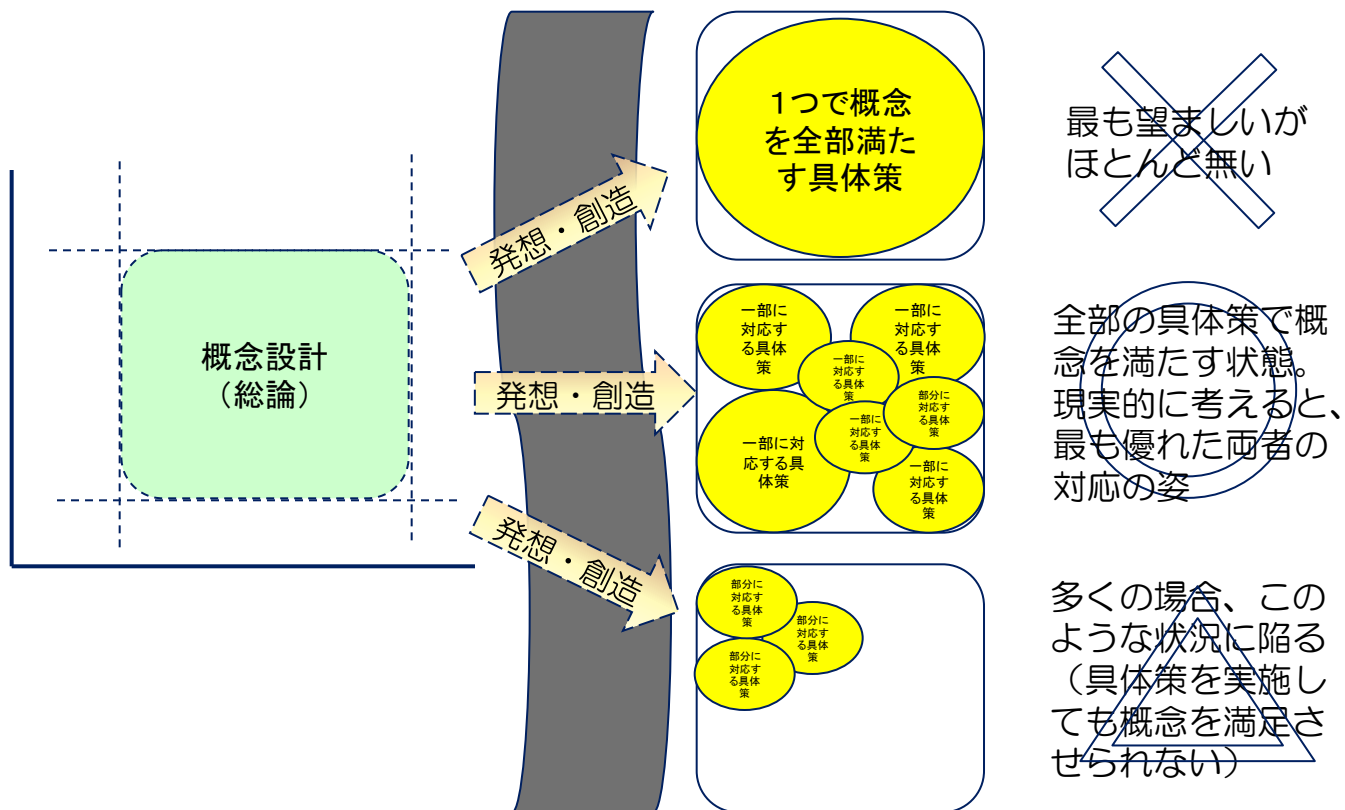 概念設計
（総論）
発想・創造
発想・創造
発想・創造
１つで概念
を全部満た
す具体策
最も望ましいが
ほとんど無い
一部に
対応す
る具体
策
一部に
対応す
る具体
策
一部に
対応す
る具体
策
部分に
対応す
る具体
策
一部に
対応す
る具体
策
一部に対
応する具
体策
一部に
対応す
る具体
策
全部の具体策で概
念を満たす状態。
現実的に考えると、
最も優れた両者の
対応の姿
部分に
対応す
る具体
策
部分に
対応す
る具体
策
部分に
対応す
る具体
策
多くの場合、この
ような状況に陥る
（具体策を実施し
ても概念を満足さ
せられない）